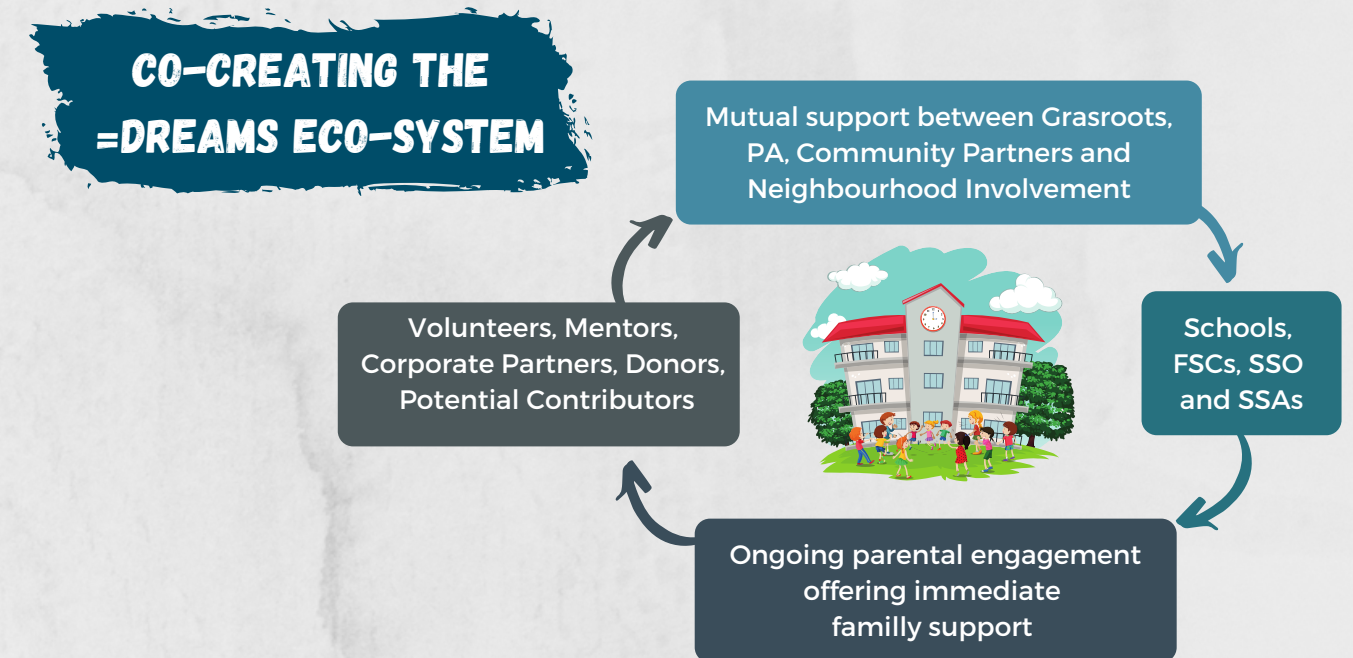 CO-CREATING THE
=DREAMS ECO-SYSTEM
Mutual support between Grasroots,
PA, Community Partners and
Neighbourhood Involvement
Schools,
FSCs, SSO
and SSAs
Ongoing parental engagement
offering immediate
familly support
Volunteers, Mentors,
Corporate Partners, Donors,
Potential Contributors